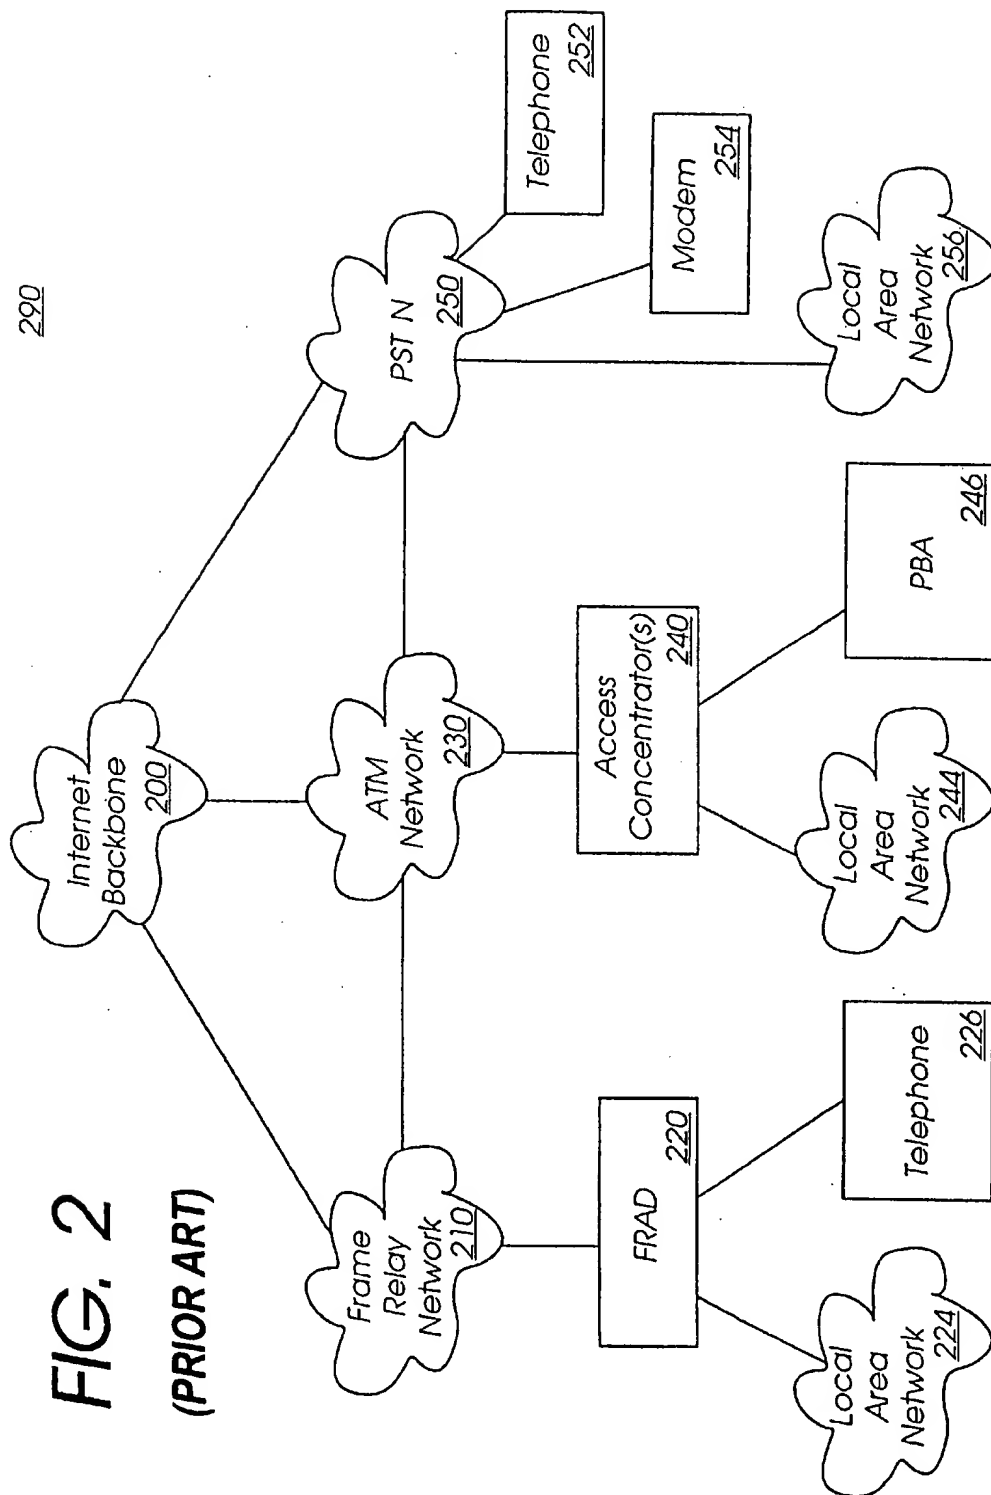 FIG. 2
(PRIOR ART)
290
Internet
Backbone
200
Frame
Relay
Network
210
ATM
Network
230
PST N
250
Telephone
252
Modem
254
FRAD
220
Access
Concentrator(s)
240
Local
Area
Network
224
Telephone
226
Local
Area
Network
244
PBA
246
Local
Area
Network
256